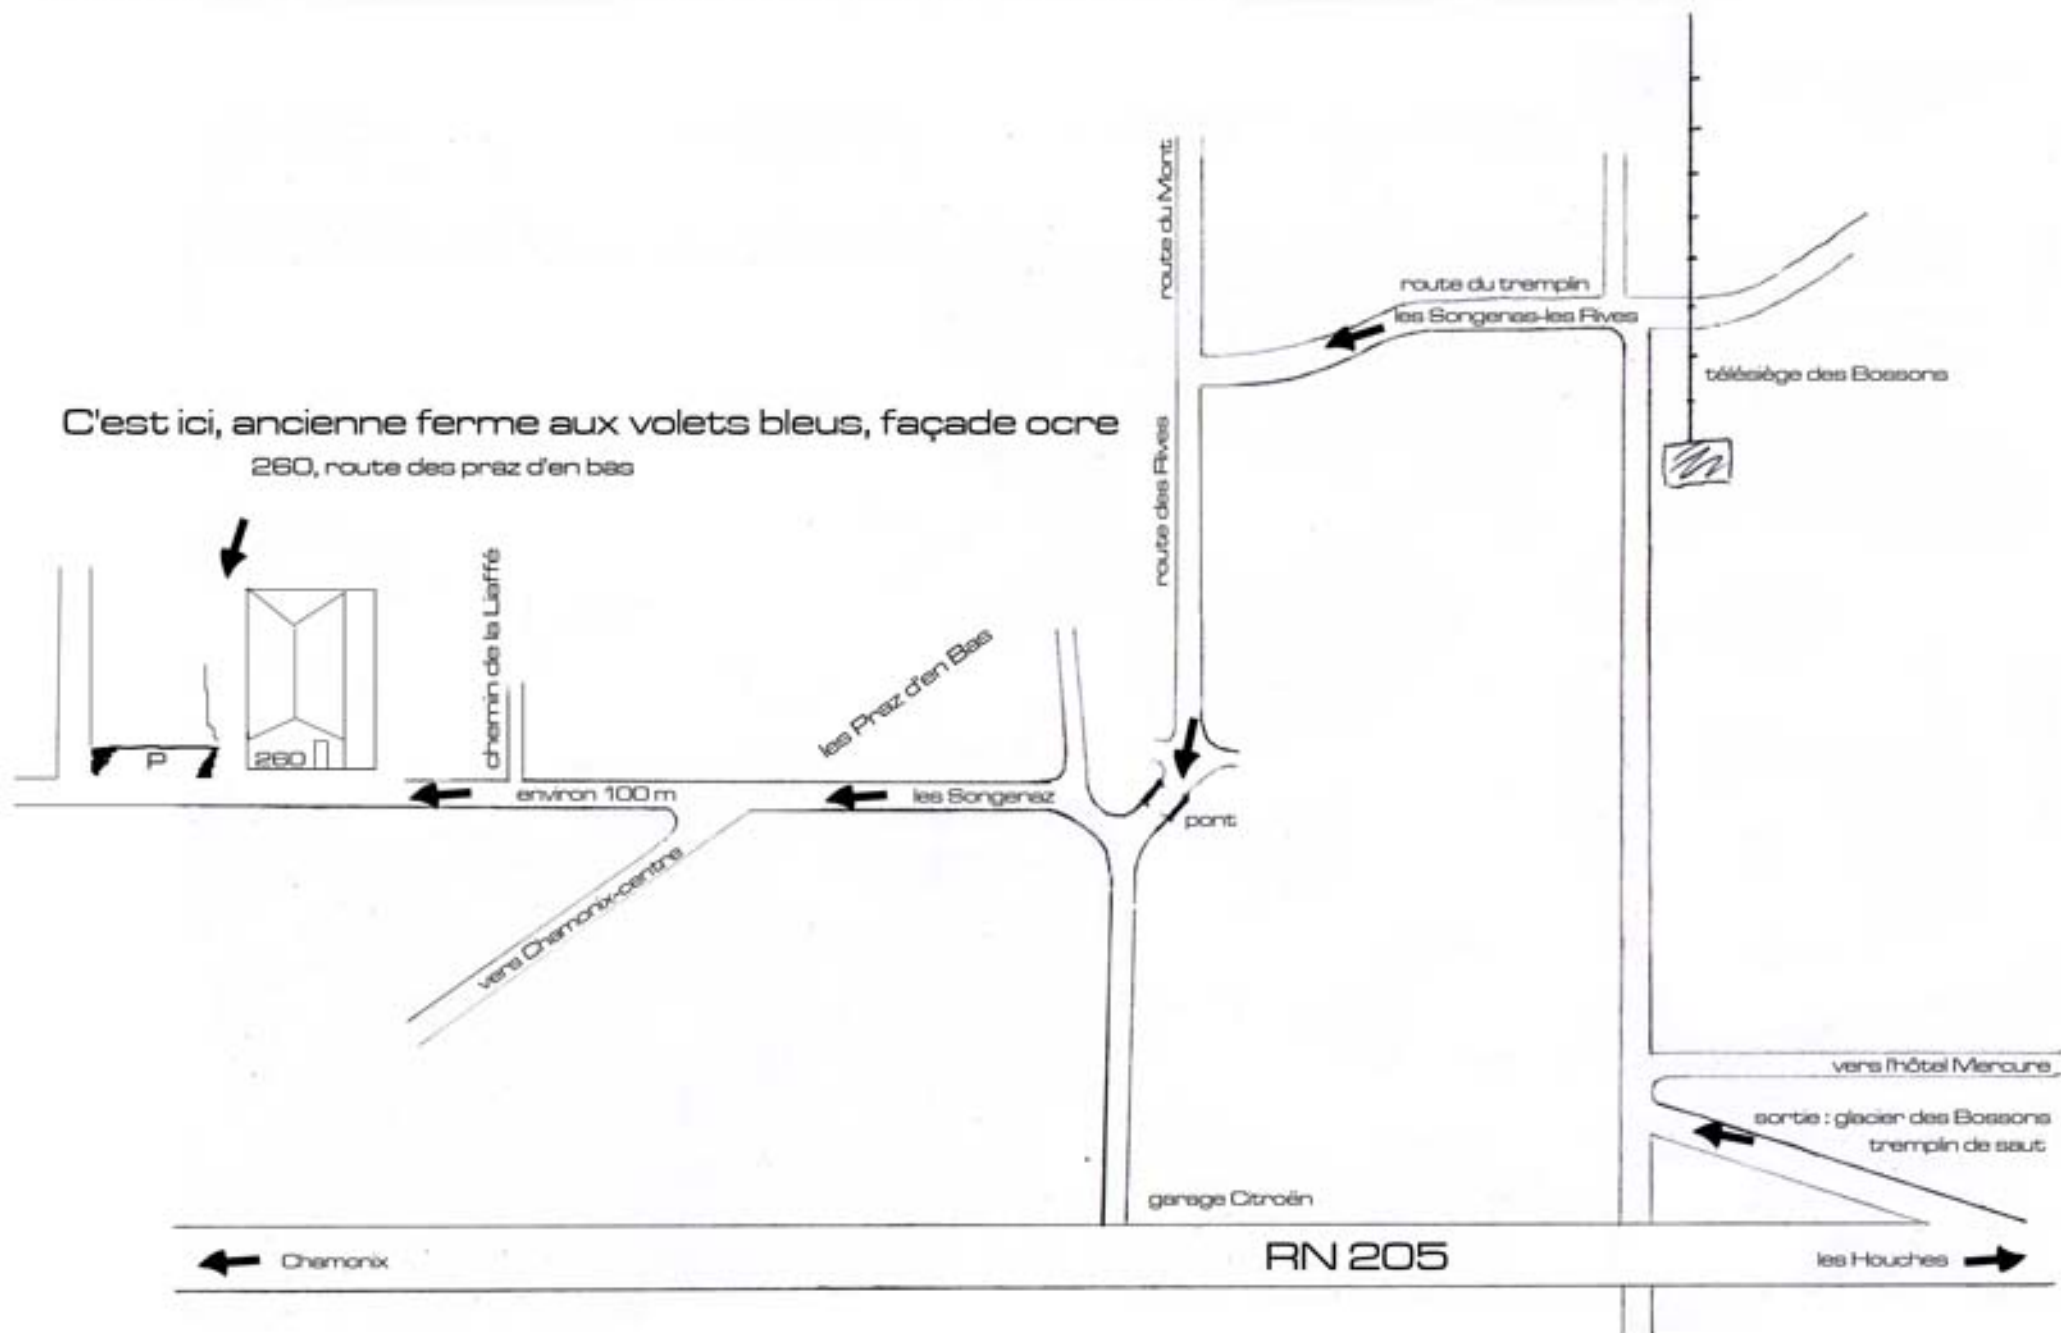 route du Mont
route du tremplin
les Songenas-les Rives
télésiège des Bossons
C'est ici, ancienne ferme aux volets bleus, façade ocre
260, route des praz d'en bas
route des Rives
chemin de la Liaffé
les Praz d'en Bas
P
260
environ 100 m
les Songenaz
pont
vers Chamonix-centre
vers l'hôtel Mercure
sortie : glacier des Bossons
tremplin de saut
garage Citroën
Chamonix
RN 205
les Houches